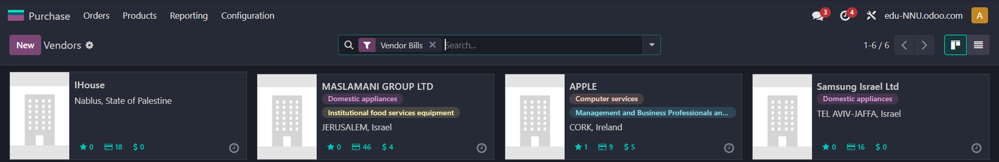 Purchase Orders Products Reporting Configuration 3 4 edu-NNU.odoo.com A
New Vendors Vendor Bills Search... 1-6 / 6
IHouse
Nablus, State of Palestine
0 18 $ 0
MASLAMANI GROUP LTD
Domestic appliances
Institutional food services equipment
JERUSALEM, Israel
0 46 $ 4
APPLE
Computer services
Management and Business Professionals an...
CORK, Ireland
1 9 $ 5
Samsung Israel Ltd
Domestic appliances
TEL AVIV-JAFFA, Israel
0 16 $ 0